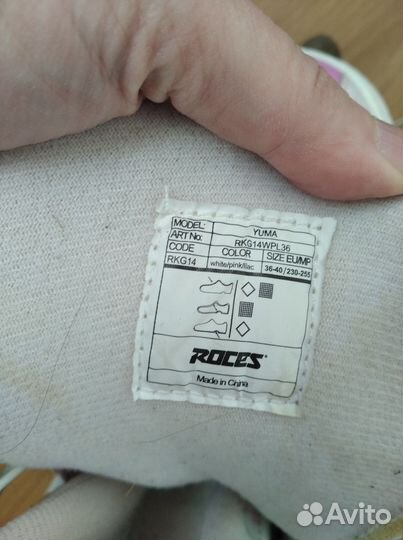 MODEL: YUMA
ART No: RKG14WPL36
CODE COLOR SIZE EU/MP
RKG14 white/pink/lilac 36-40 / 230-255
ROCES
Made in China
Avito